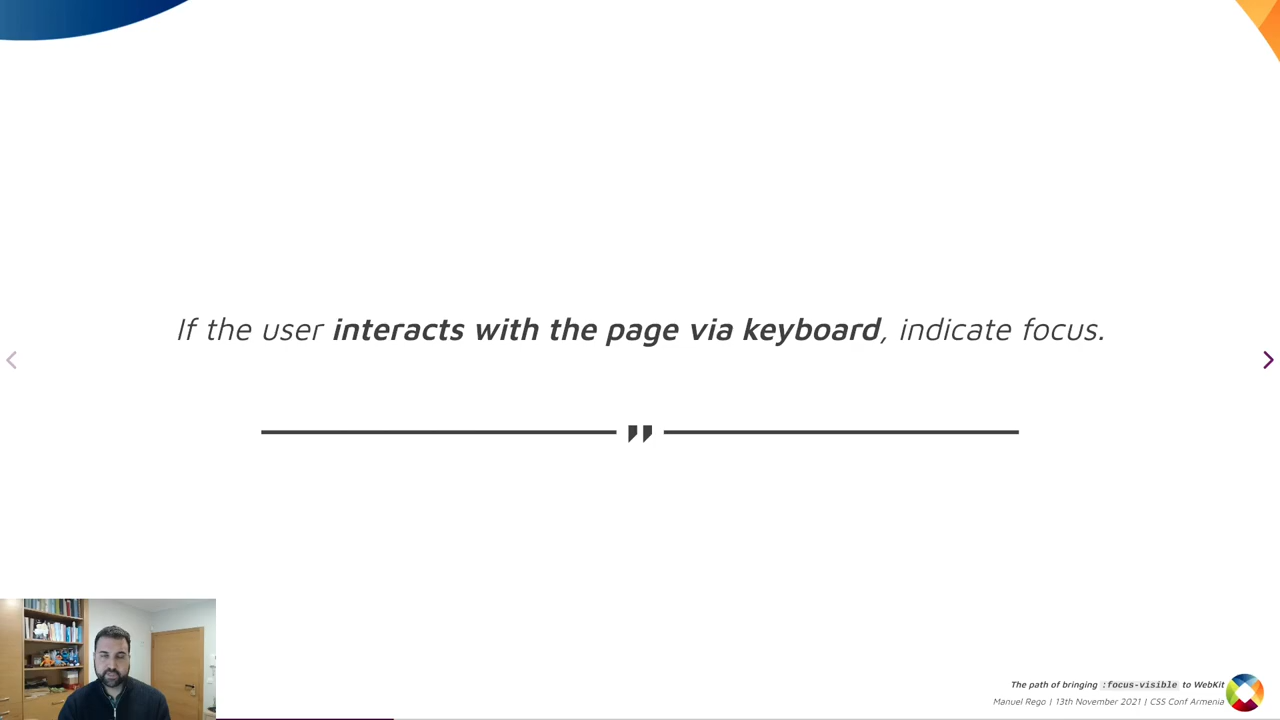 If the user interacts with the page via keyboard, indicate focus.
”
The path of bringing :focus-visible to WebKit
Manuel Rego | 13th November 2021 | CSS Conf Armenia